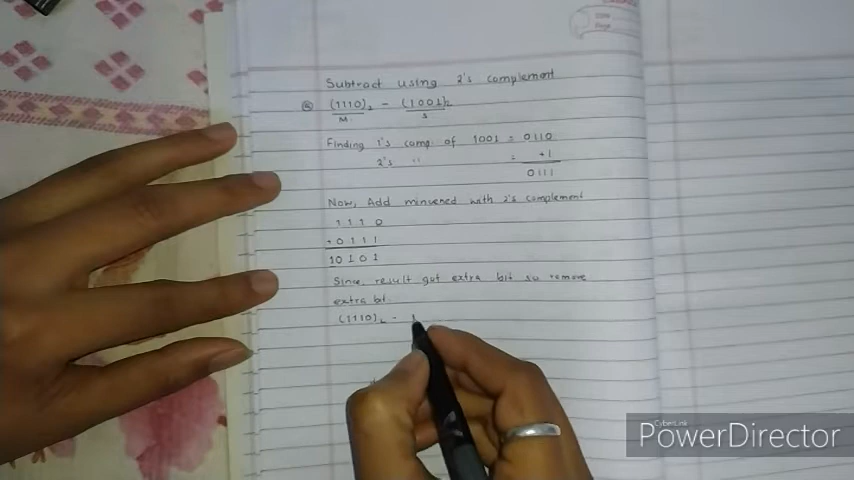 Subtract using 2's complement
(1110)₂ - (1001)₂
M S
Finding 1's comp. of 1001 = 0110
2's " = +1
0111
Now, Add minuend with 2's complement
1 1 1 0
+ 0 1 1 1
1 0 1 0 1
Since, result got extra bit so remove
extra bit.
(1110)₂ -
CyberLink
PowerDirector